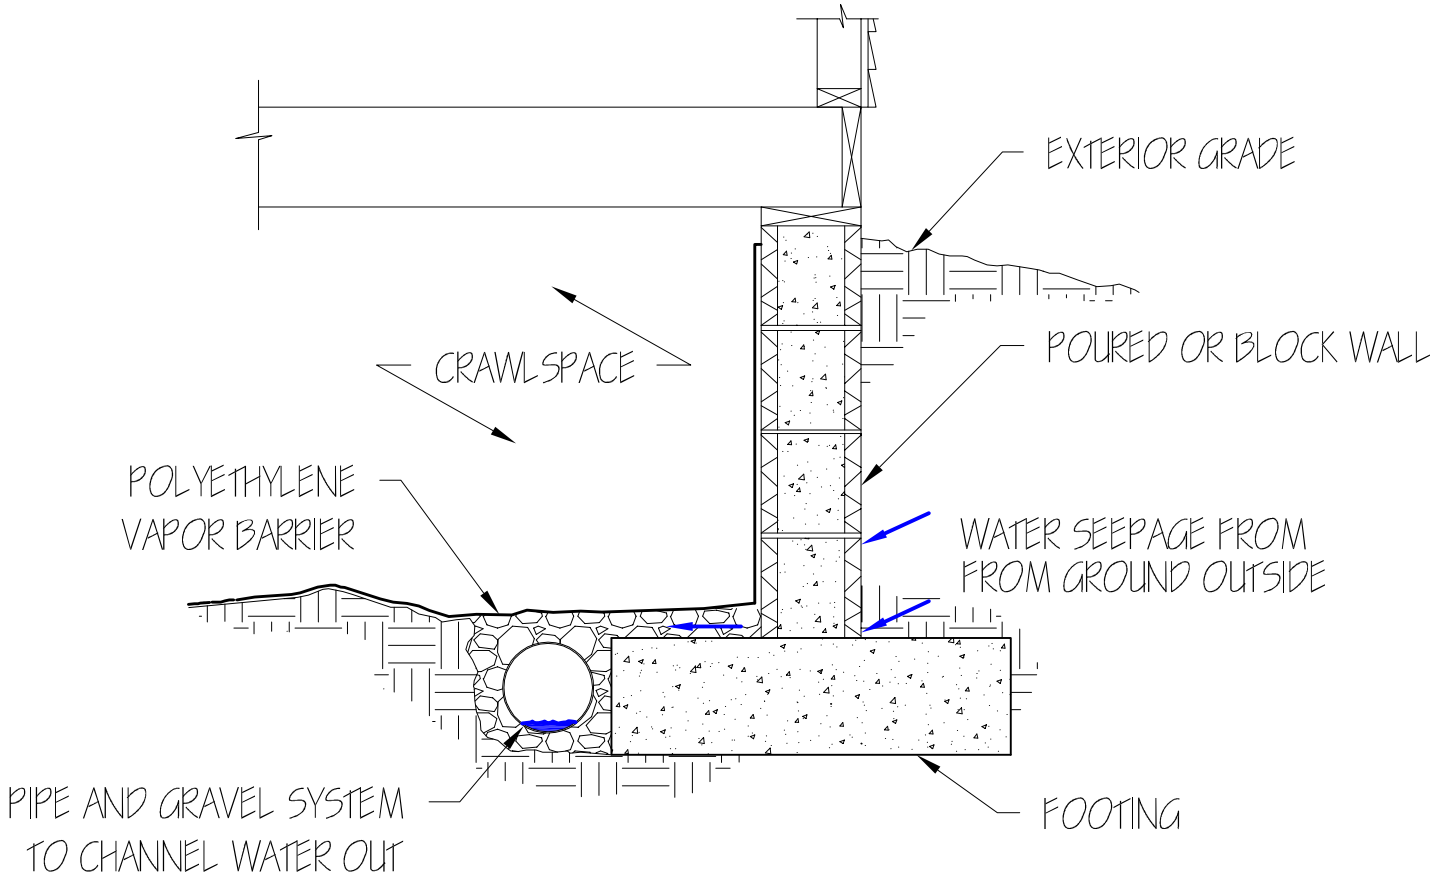 EXTERIOR GRADE
POURED OR BLOCK WALL
CRAWLSPACE
POLYETHYLENE
VAPOR BARRIER
WATER SEEPAGE FROM
FROM GROUND OUTSIDE
PIPE AND GRAVEL SYSTEM
TO CHANNEL WATER OUT
FOOTING